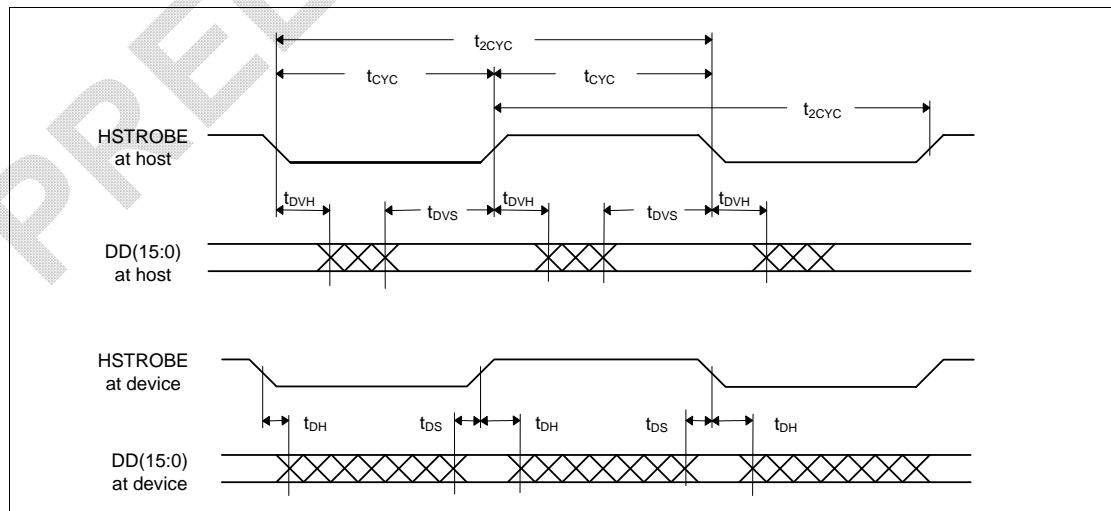 PREL
t2CYC
tCYC tCYC
t2CYC
HSTROBE
at host
tDVH tDVS tDVH tDVS tDVH
DD(15:0)
at host
HSTROBE
at device
tDH tDS tDH tDS tDH
DD(15:0)
at device